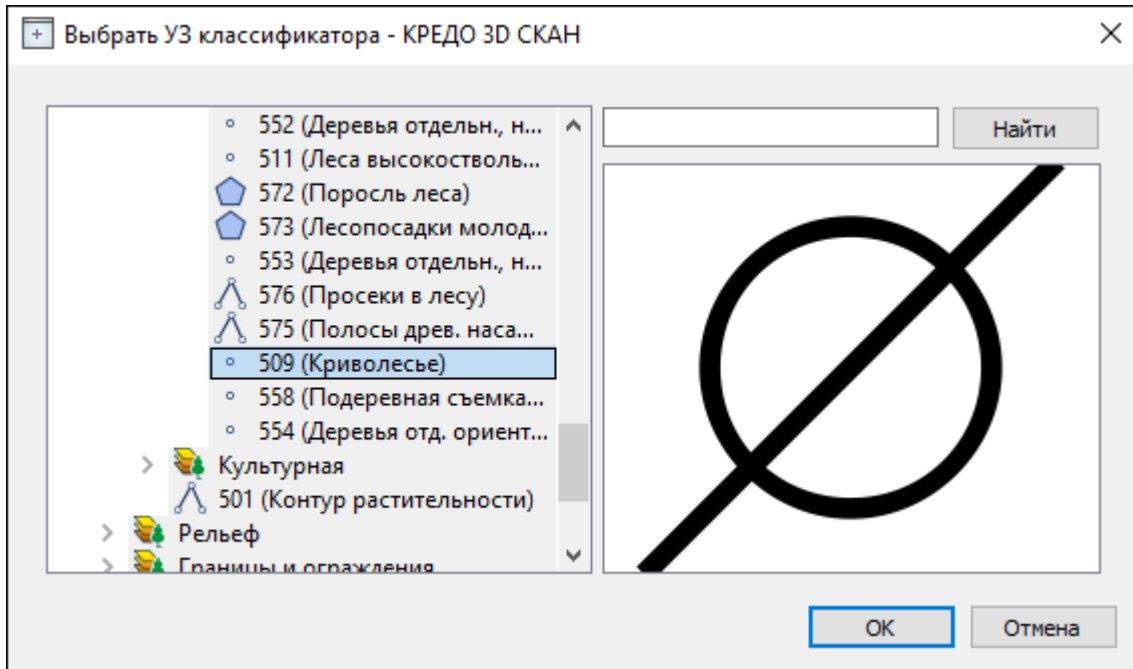 Выбрать УЗ классификатора - КРЕДО 3D СКАН
552 (Деревья отдельн., н...
511 (Леса высокостволь...
572 (Поросль леса)
573 (Лесопосадки молод...
553 (Деревья отдельн., н...
576 (Просеки в лесу)
575 (Полосы древ. наса...
509 (Криволесье)
558 (Подеревная съемка...
554 (Деревья отд. ориент...
Культурная
501 (Контур растительности)
Рельеф
Границы и ограждения
Найти
OK
Отмена